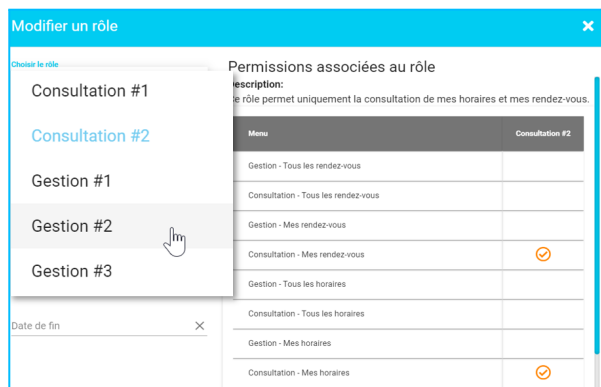 Modifier un rôle
Choisir le rôle
Consultation #1
Consultation #2
Gestion #1
Gestion #2
Gestion #3
Date de fin
Permissions associées au rôle
escription:
e rôle permet uniquement la consultation de mes horaires et mes rendez-vous.
Menu Consultation #2
Gestion - Tous les rendez-vous
Consultation - Tous les rendez-vous
Gestion - Mes rendez-vous
Consultation - Mes rendez-vous
Gestion - Tous les horaires
Consultation - Tous les horaires
Gestion - Mes horaires
Consultation - Mes horaires